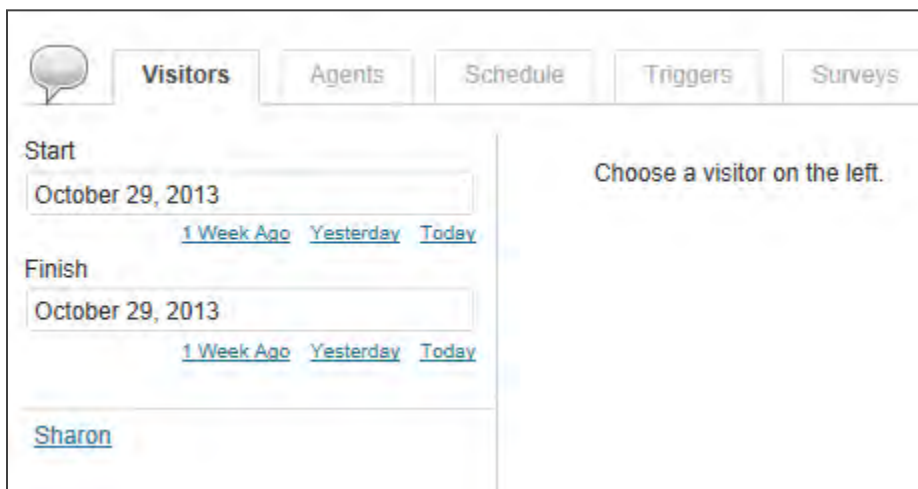 Visitors Agents Schedule Triggers Surveys
Start
October 29, 2013
1 Week Ago Yesterday Today
Finish
October 29, 2013
1 Week Ago Yesterday Today
Sharon
Choose a visitor on the left.